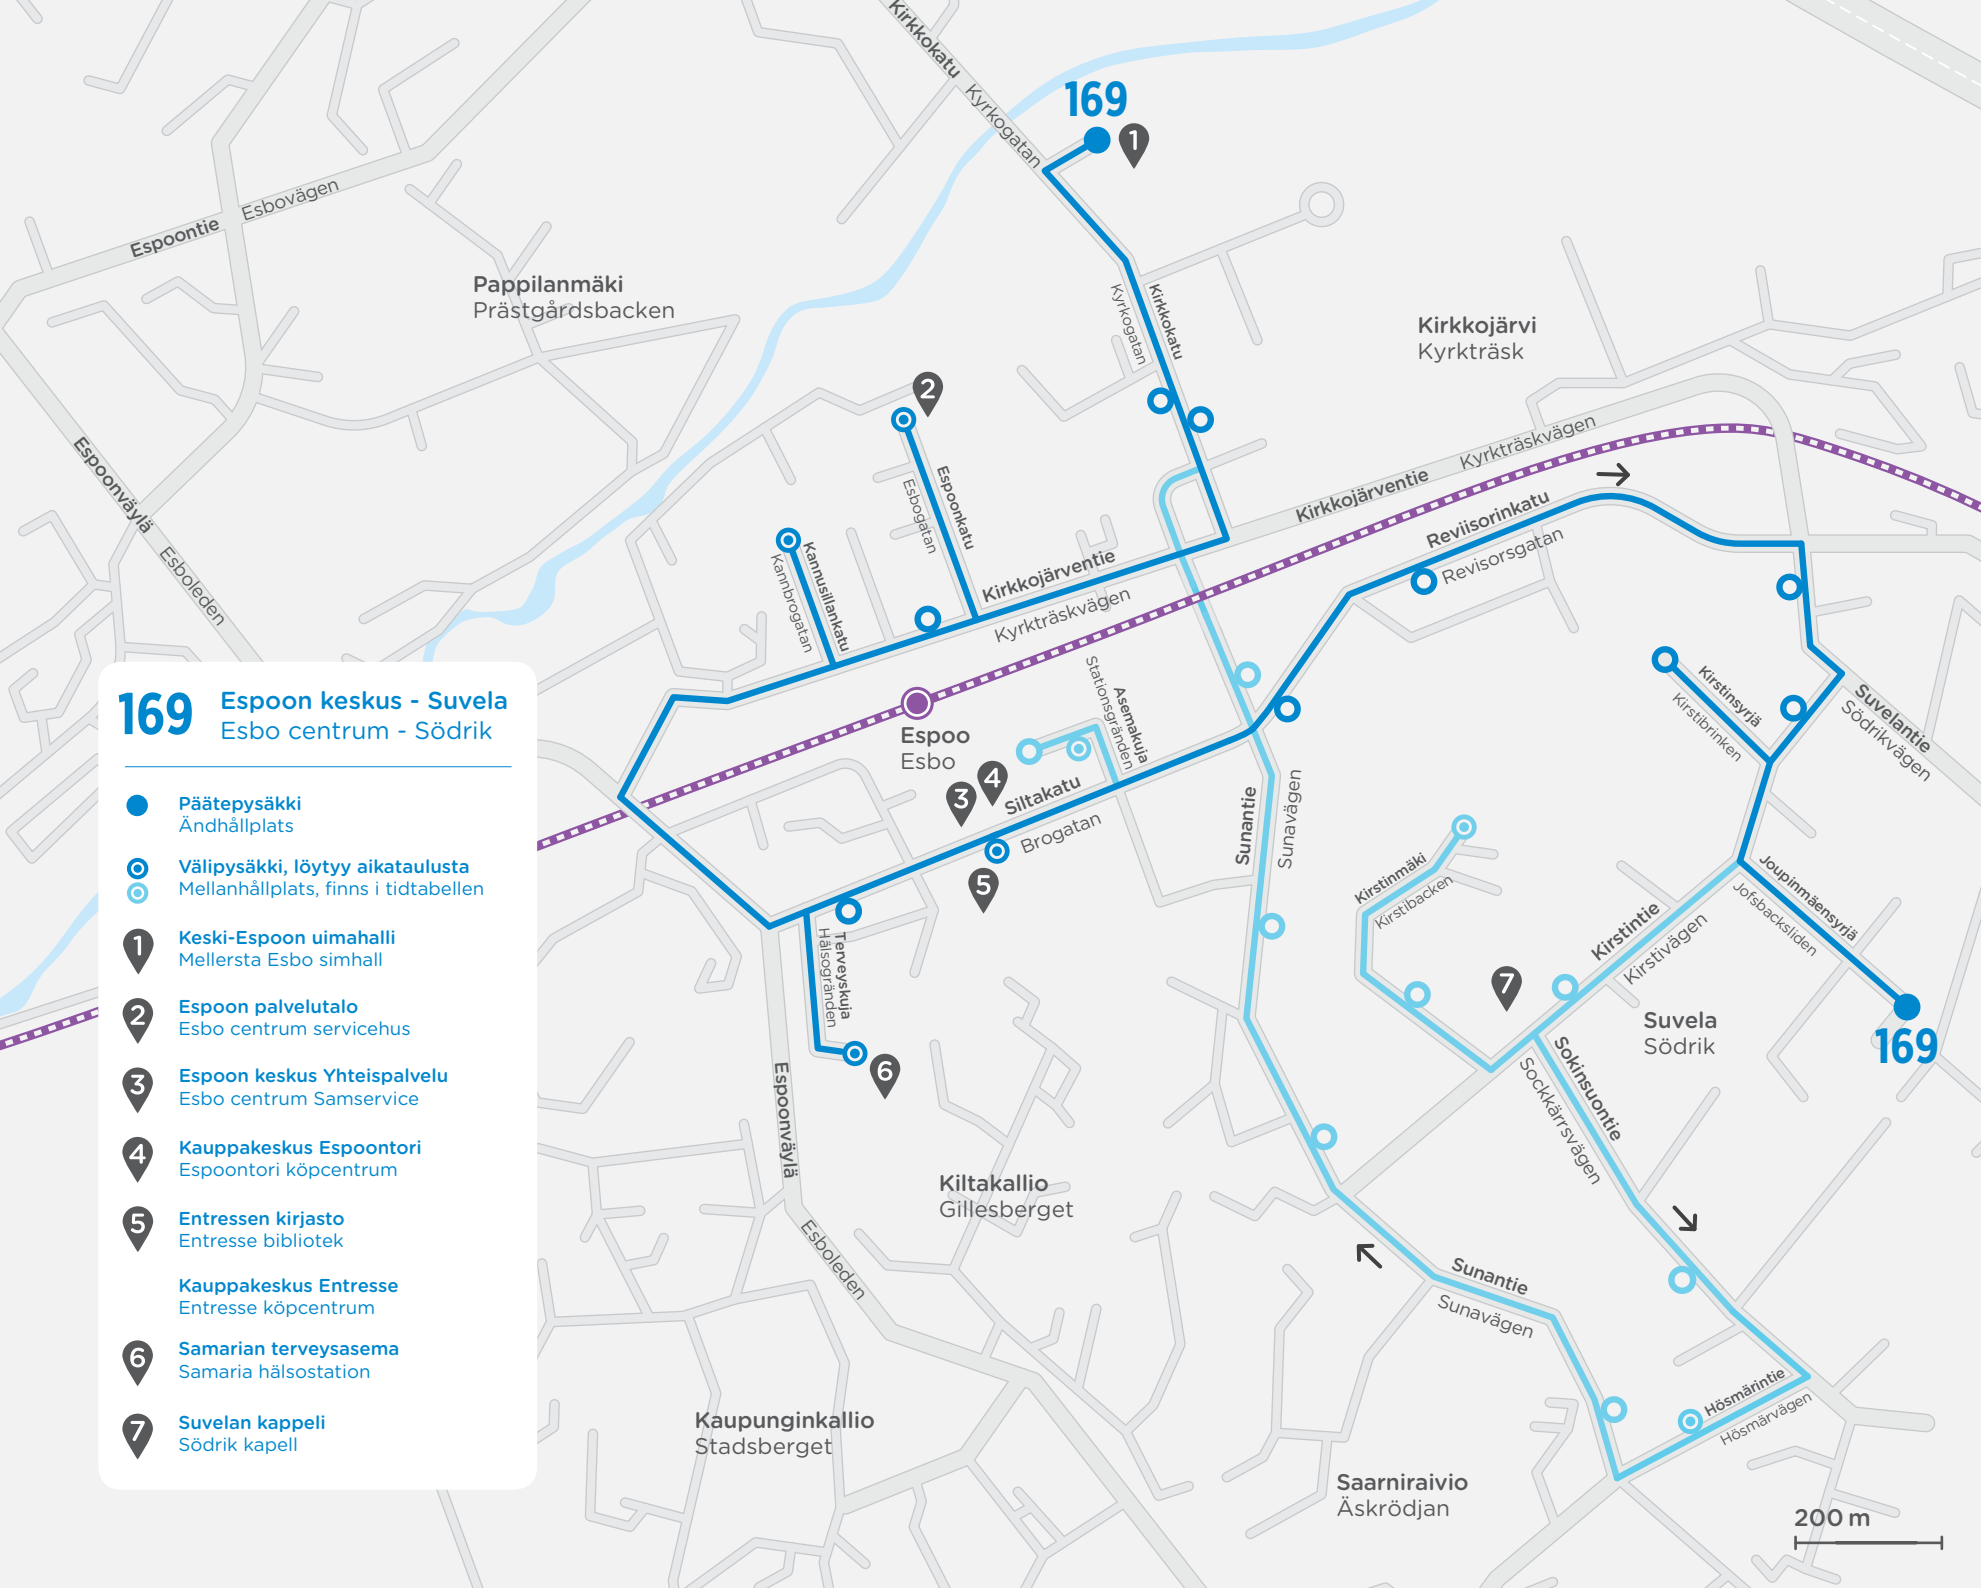 Kirkkokatu
Kyrkogatan
169
1
Espoontie
Esbovägen
Pappilanmäki
Prästgårdsbacken
Kirkkokatu
Kyrkogatan
Kirkkojärvi
Kyrkträsk
2
Espoonväylä
Esboleden
Espoonkatu
Esbogatan
Kannusillankatu
Kannbrogatan
Kirkkojärventie
Kyrkträskvägen
Kirkkojärventie
Kyrkträskvägen
Reviisorinkatu
Revisorsgatan
Kirstinsyrjä
Kirstibrinken
Suvelantie
Södrikvägen
Espoo
Esbo
Asemakuja
Stationsgränden
3
4
Siltakatu
Brogatan
5
Sunantie
Sunavägen
Kirstinmäki
Kirstibacken
Joupinmäensyrjä
Jofsbacksliden
Kirstintie
Kirstivägen
7
Suvela
Södrik
169
Terveyskuja
Hälsogränden
6
Sokinsuontie
Sockkärrsvägen
Espoonväylä
Esboleden
Kiltakallio
Gillesberget
Sunantie
Sunavägen
Hösmärintie
Hösmärvägen
Kaupunginkallio
Stadsberget
Saarniraivio
Äskrödjan
200 m
169
Espoon keskus - Suvela
Esbo centrum - Södrik
Päätepysäkki
Ändhållplats
Välipysäkki, löytyy aikataulusta
Mellanhållplats, finns i tidtabellen
1
Keski-Espoon uimahalli
Mellersta Esbo simhall
2
Espoon palvelutalo
Esbo centrum servicehus
3
Espoon keskus Yhteispalvelu
Esbo centrum Samservice
4
Kauppakeskus Espoontori
Espoontori köpcentrum
5
Entressen kirjasto
Entresse bibliotek
Kauppakeskus Entresse
Entresse köpcentrum
6
Samarian terveysasema
Samaria hälsostation
7
Suvelan kappeli
Södrik kapell